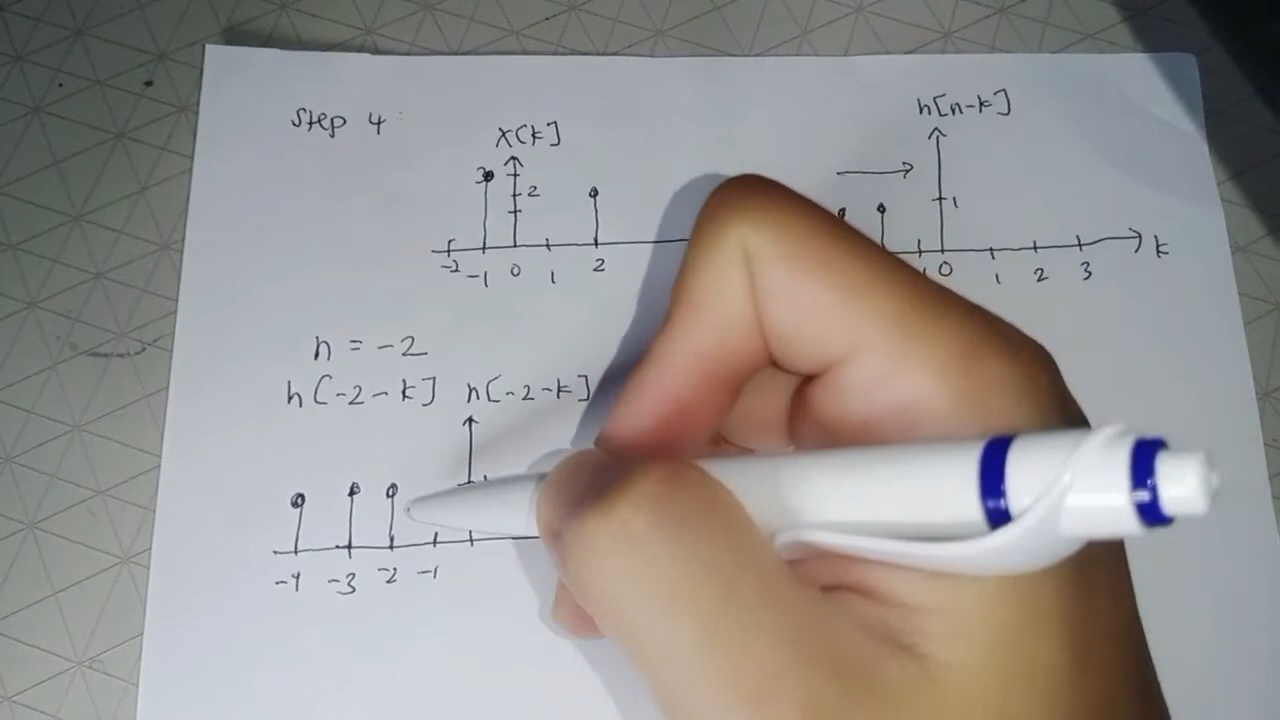 Step 4:
x[k]
h[n-k]
3
2
1
-2 -1 0 1 2
0 1 2 3 k
n = -2
h[-2-k] h[-2-k]
-4 -3 -2 -1